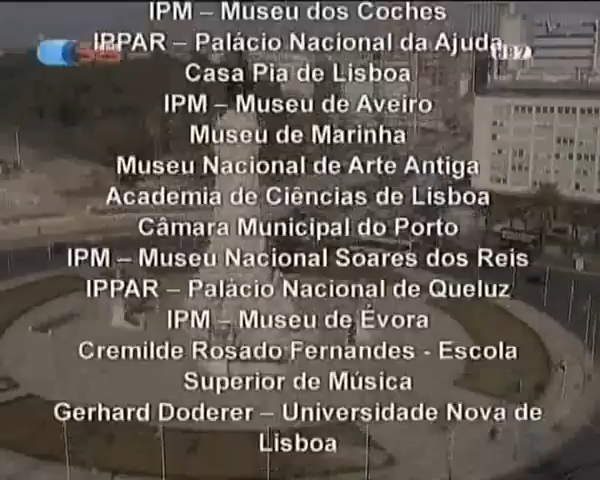 IPM – Museu dos Coches
IPPAR – Palácio Nacional da Ajuda
Casa Pia de Lisboa
IPM – Museu de Aveiro
Museu de Marinha
Museu Nacional de Arte Antiga
Academia de Ciências de Lisboa
Câmara Municipal do Porto
IPM – Museu Nacional Soares dos Reis
IPPAR – Palácio Nacional de Queluz
IPM – Museu de Évora
Cremilde Rosado Fernandes - Escola
Superior de Música
Gerhard Doderer – Universidade Nova de
Lisboa